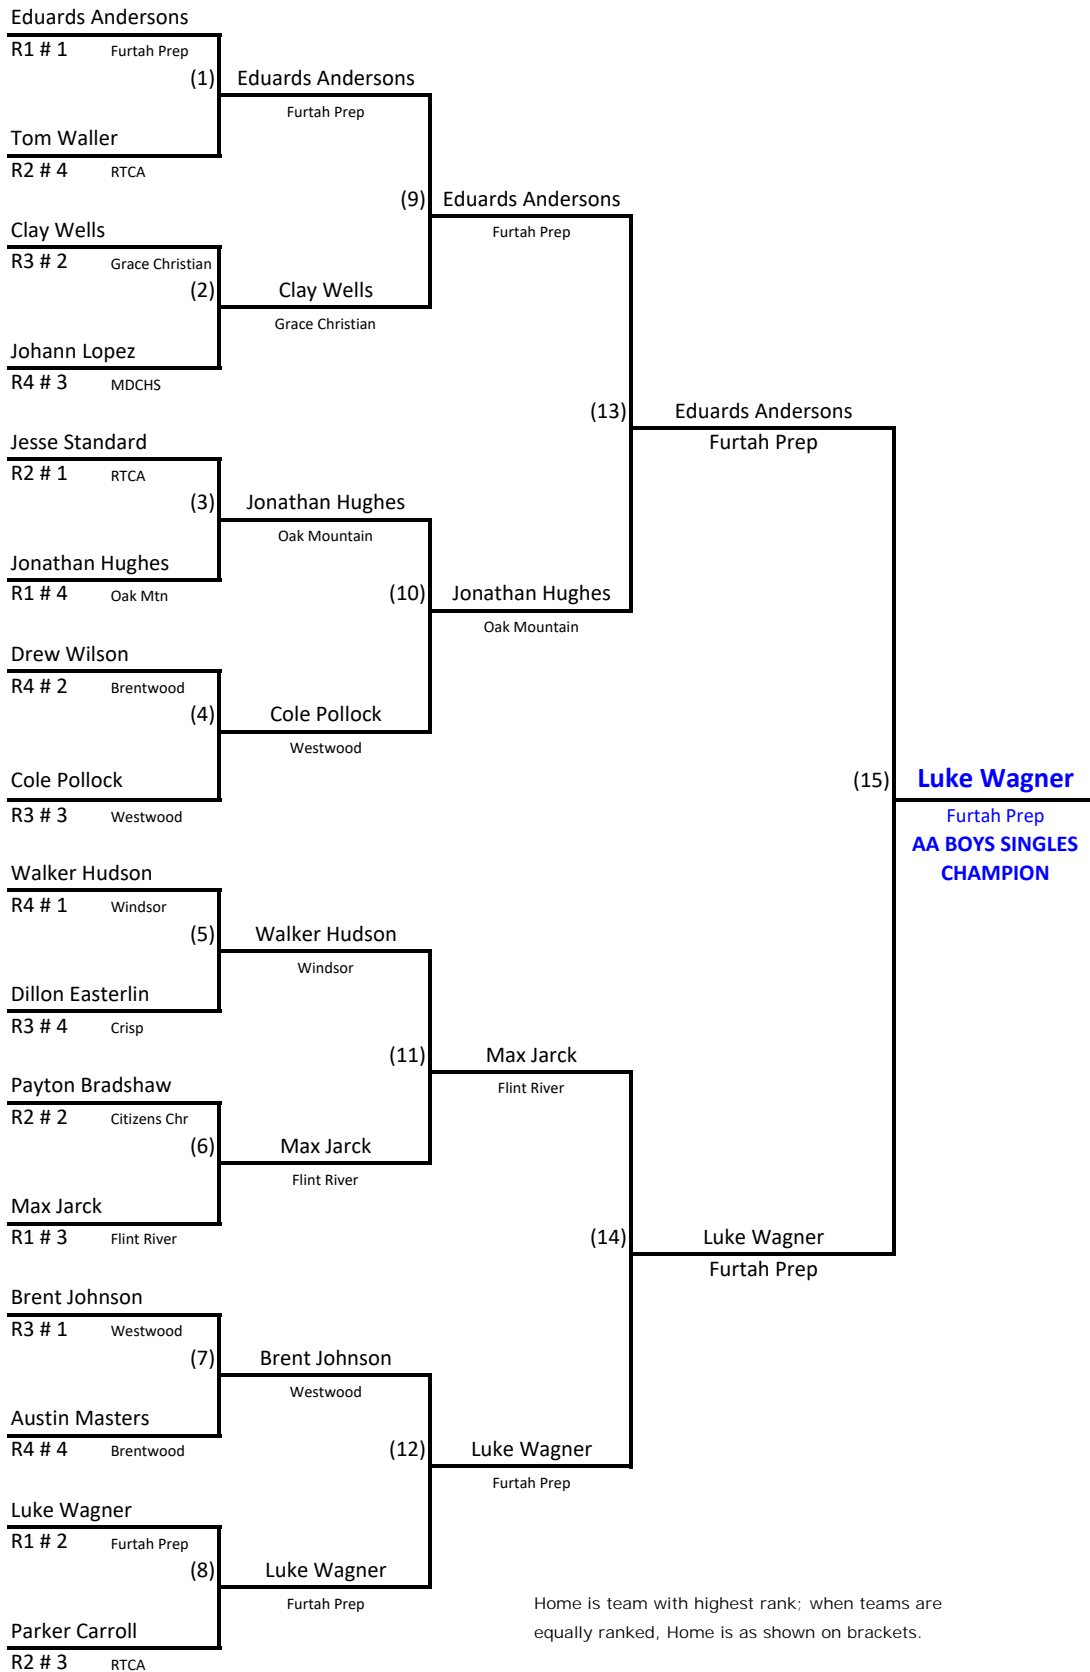 Eduards Andersons
R1 # 1 Furtah Prep
(1) Eduards Andersons
Furtah Prep
Tom Waller
R2 # 4 RTCA
(9) Eduards Andersons
Furtah Prep
Clay Wells
R3 # 2 Grace Christian
(2) Clay Wells
Grace Christian
Johann Lopez
R4 # 3 MDCHS
(13) Eduards Andersons
Furtah Prep
Jesse Standard
R2 # 1 RTCA
(3) Jonathan Hughes
Oak Mountain
Jonathan Hughes
R1 # 4 Oak Mtn
(10) Jonathan Hughes
Oak Mountain
Drew Wilson
R4 # 2 Brentwood
(4) Cole Pollock
Westwood
Cole Pollock
R3 # 3 Westwood
(15) Luke Wagner
Furtah Prep
AA BOYS SINGLES
CHAMPION
Walker Hudson
R4 # 1 Windsor
(5) Walker Hudson
Windsor
Dillon Easterlin
R3 # 4 Crisp
(11) Max Jarck
Flint River
Payton Bradshaw
R2 # 2 Citizens Chr
(6) Max Jarck
Flint River
Max Jarck
R1 # 3 Flint River
(14) Luke Wagner
Furtah Prep
Brent Johnson
R3 # 1 Westwood
(7) Brent Johnson
Westwood
Austin Masters
R4 # 4 Brentwood
(12) Luke Wagner
Furtah Prep
Luke Wagner
R1 # 2 Furtah Prep
(8) Luke Wagner
Furtah Prep
Parker Carroll
R2 # 3 RTCA
Home is team with highest rank; when teams are
equally ranked, Home is as shown on brackets.